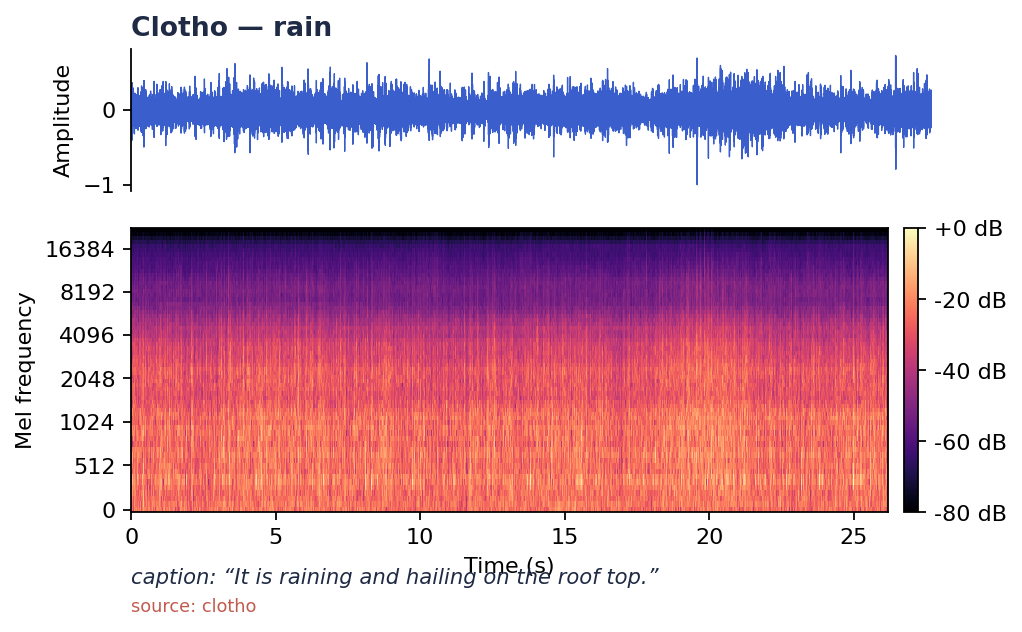 Clotho — rain
Amplitude
0
−1
Mel frequency
16384
8192
4096
2048
1024
512
0
+0 dB
-20 dB
-40 dB
-60 dB
-80 dB
0 5 10 15 20 25
Time (s)
caption: “It is raining and hailing on the roof top.”
source: clotho